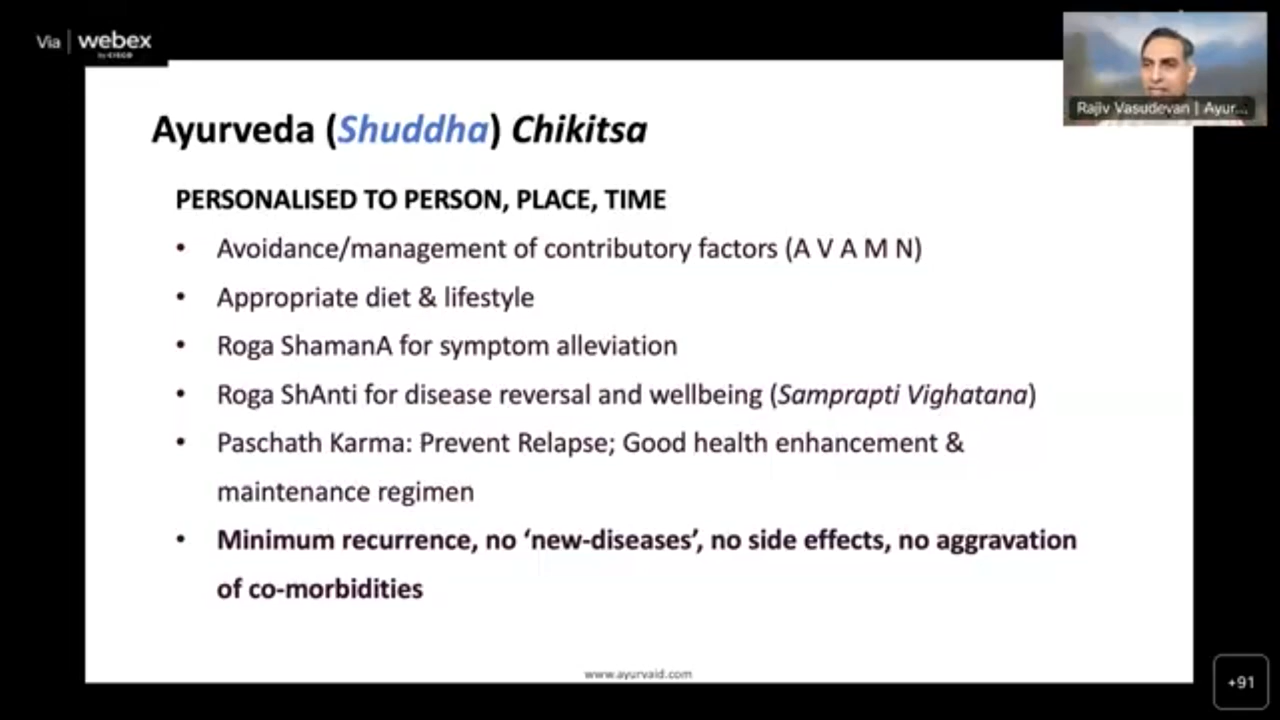 Via | webex
by CISCO
Rajiv Vasudevan | Ayur...
Ayurveda (Shuddha) Chikitsa
PERSONALISED TO PERSON, PLACE, TIME
• Avoidance/management of contributory factors (A V A M N)
• Appropriate diet & lifestyle
• Roga ShamanA for symptom alleviation
• Roga ShAnti for disease reversal and wellbeing (Samprapti Vighatana)
• Paschath Karma: Prevent Relapse; Good health enhancement &
maintenance regimen
• Minimum recurrence, no ‘new-diseases’, no side effects, no aggravation
of co-morbidities
www.ayurvaid.com
+91